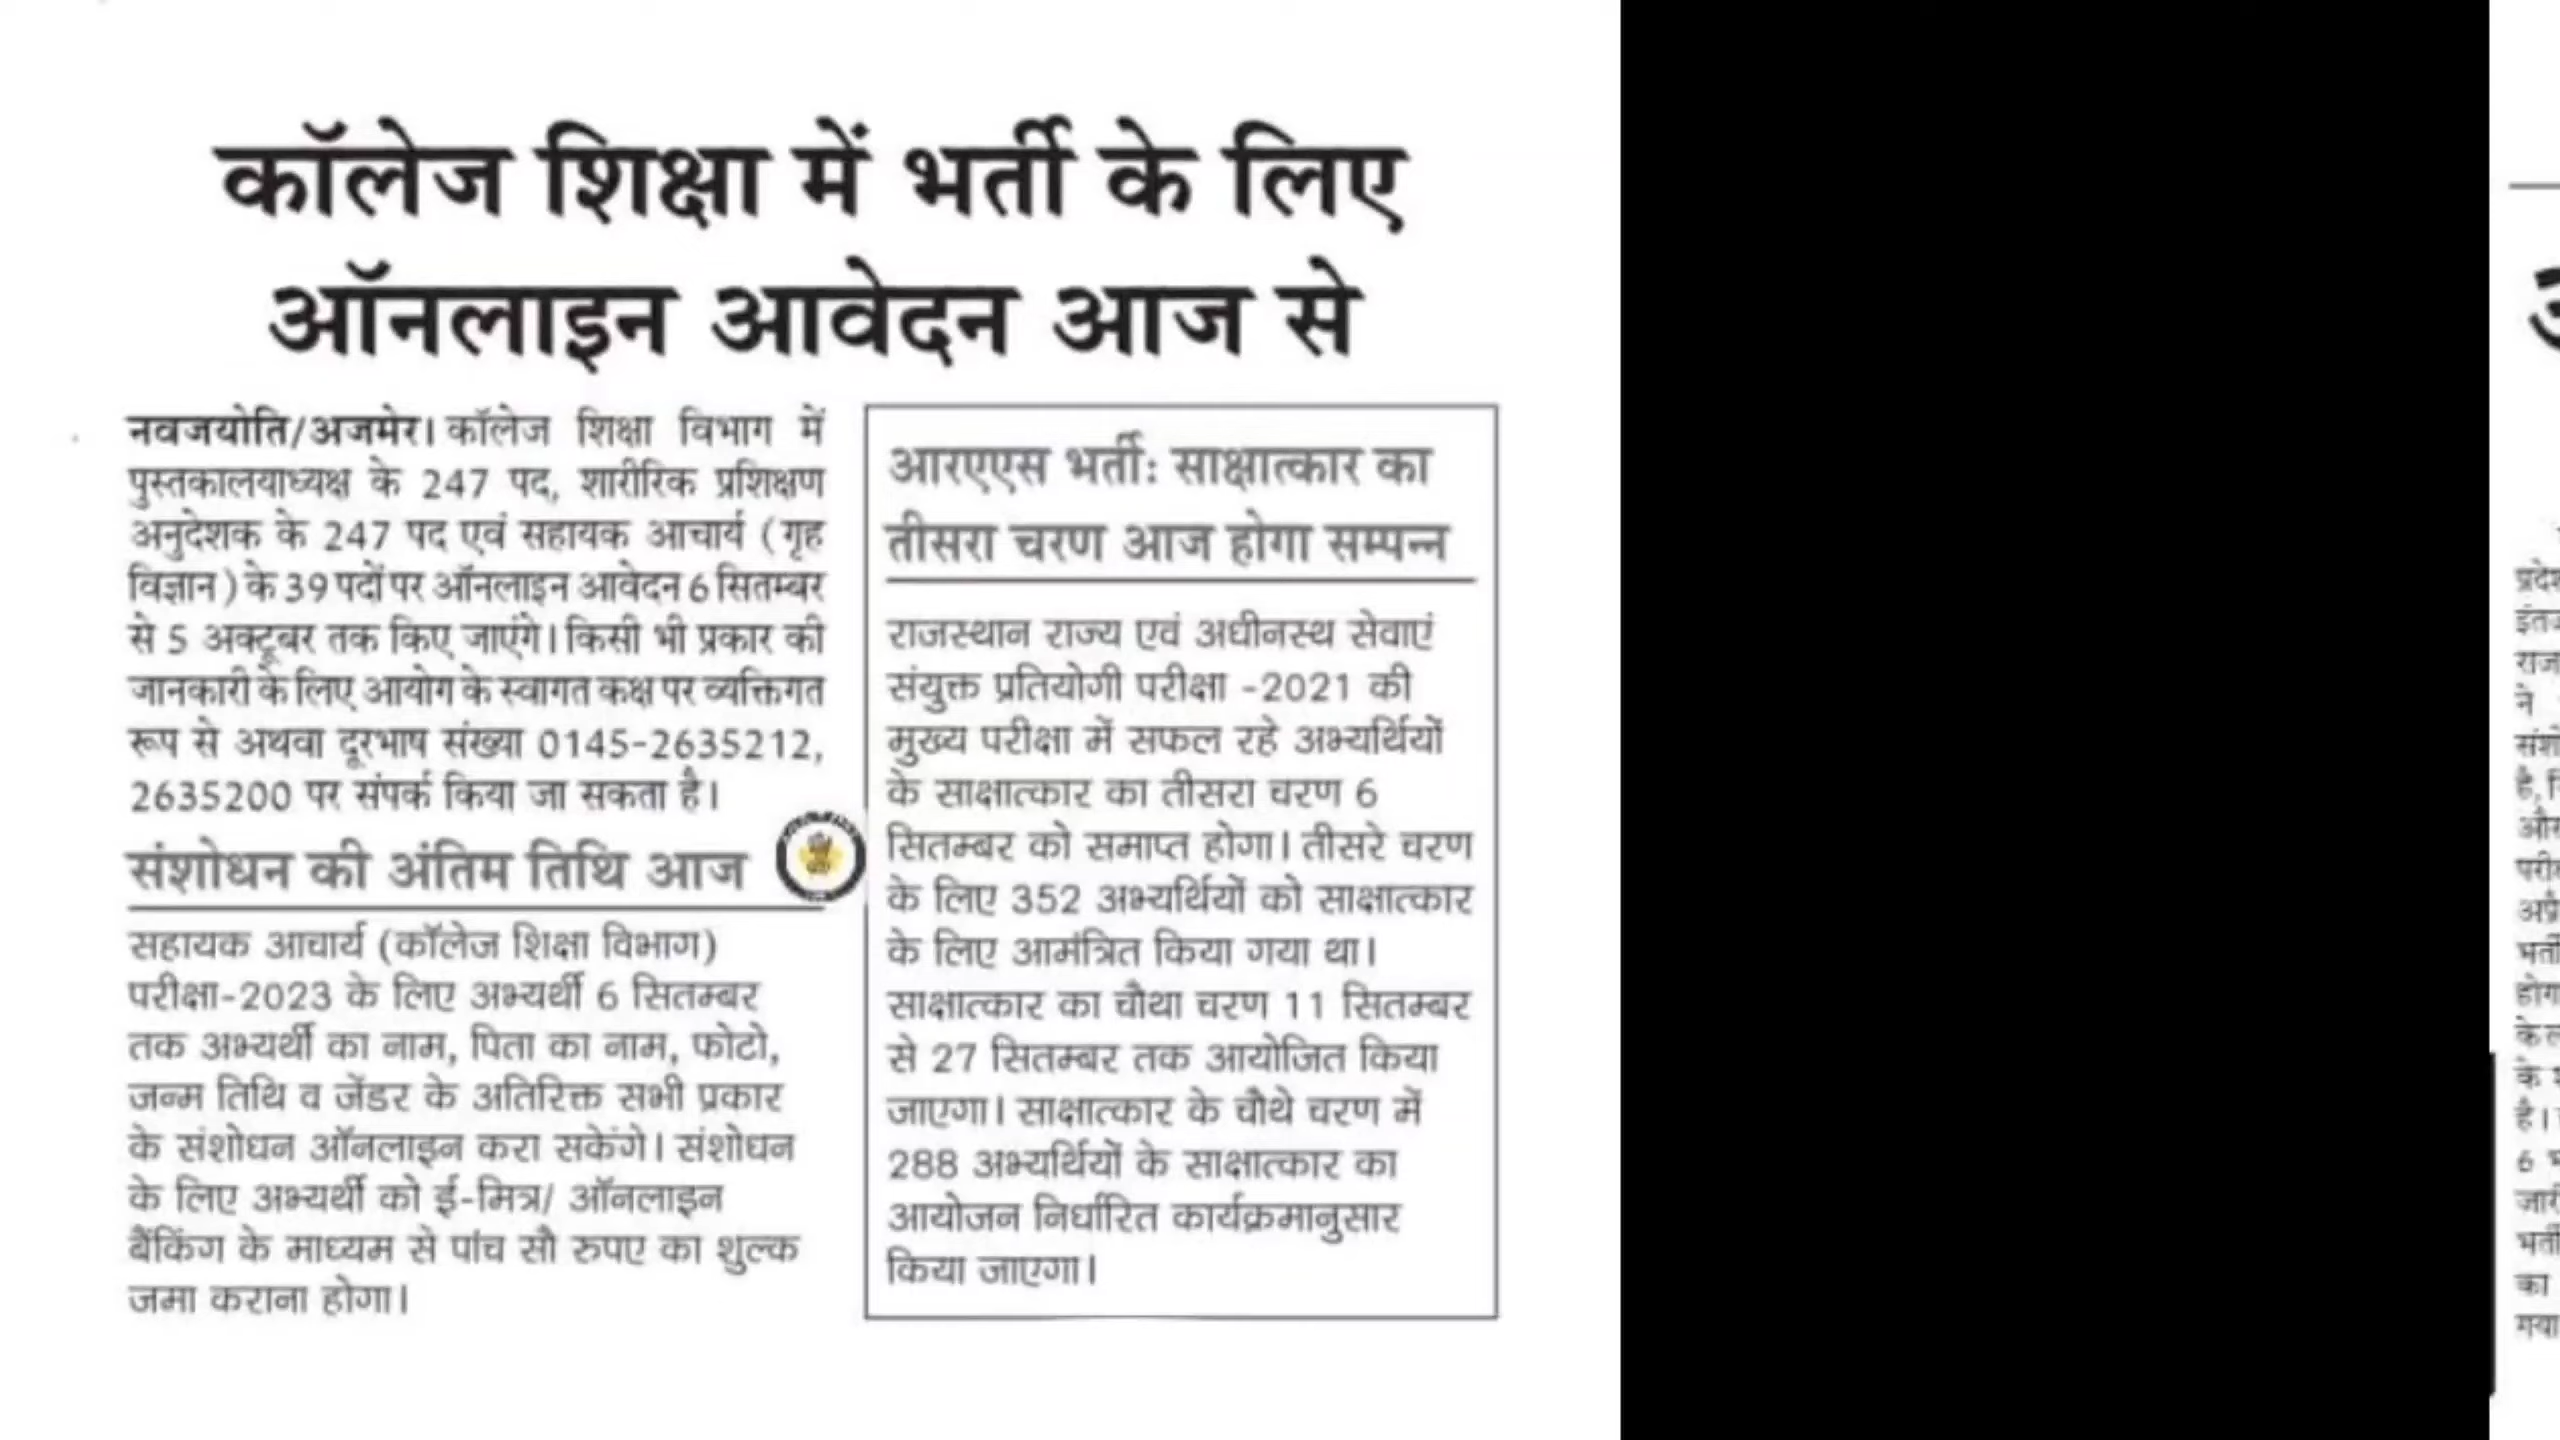 कॉलेज शिक्षा में भर्ती के लिए
ऑनलाइन आवेदन आज से
नवजयोति/अजमेर। कॉलेज शिक्षा विभाग में
पुस्तकालयाध्यक्ष के 247 पद, शारीरिक प्रशिक्षण
अनुदेशक के 247 पद एवं सहायक आचार्य (गृह
विज्ञान) के 39 पदों पर ऑनलाइन आवेदन 6 सितम्बर
से 5 अक्टूबर तक किए जाएंगे। किसी भी प्रकार की
जानकारी के लिए आयोग के स्वागत कक्ष पर व्यक्तिगत
रूप से अथवा दूरभाष संख्या 0145-2635212,
2635200 पर संपर्क किया जा सकता है।
संशोधन की अंतिम तिथि आज
सहायक आचार्य (कॉलेज शिक्षा विभाग)
परीक्षा-2023 के लिए अभ्यर्थी 6 सितम्बर
तक अभ्यर्थी का नाम, पिता का नाम, फोटो,
जन्म तिथि व जेंडर के अतिरिक्त सभी प्रकार
के संशोधन ऑनलाइन करा सकेंगे। संशोधन
के लिए अभ्यर्थी को ई-मित्र/ ऑनलाइन
बैंकिंग के माध्यम से पांच सौ रुपए का शुल्क
जमा कराना होगा।
आरएएस भर्ती: साक्षात्कार का
तीसरा चरण आज होगा सम्पन्न
राजस्थान राज्य एवं अधीनस्थ सेवाएं
संयुक्त प्रतियोगी परीक्षा -2021 की
मुख्य परीक्षा में सफल रहे अभ्यर्थियों
के साक्षात्कार का तीसरा चरण 6
सितम्बर को समाप्त होगा। तीसरे चरण
के लिए 352 अभ्यर्थियों को साक्षात्कार
के लिए आमंत्रित किया गया था।
साक्षात्कार का चौथा चरण 11 सितम्बर
से 27 सितम्बर तक आयोजित किया
जाएगा। साक्षात्कार के चौथे चरण में
288 अभ्यर्थियों के साक्षात्कार का
आयोजन निर्धारित कार्यक्रमानुसार
किया जाएगा।
ने
है।
6
का
गया